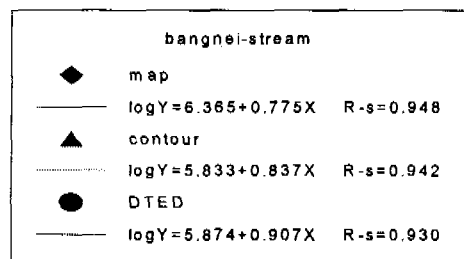 bangnei-stream
map
logY=6.365+0.775X R-s=0.948
contour
logY=5.833+0.837X R-s=0.942
DTED
logY=5.874+0.907X R-s=0.930